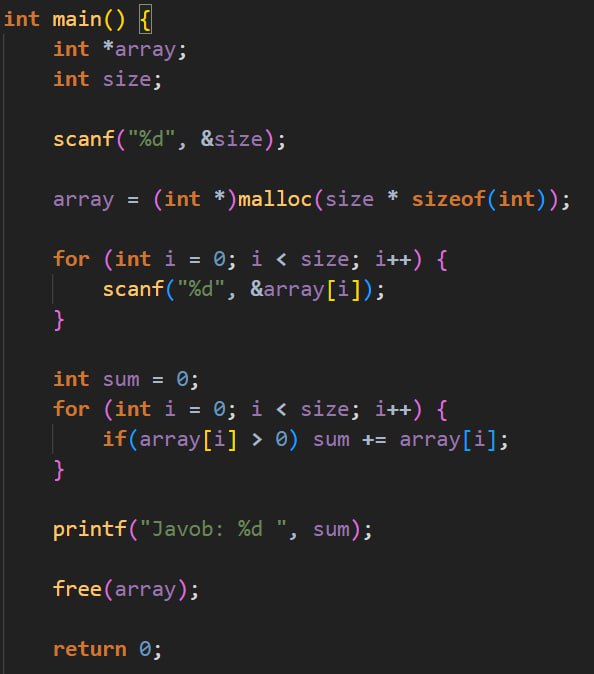 int main() {
    int *array;
    int size;

    scanf("%d", &size);

    array = (int *)malloc(size * sizeof(int));

    for (int i = 0; i < size; i++) {
        scanf("%d", &array[i]);
    }

    int sum = 0;
    for (int i = 0; i < size; i++) {
        if(array[i] > 0) sum += array[i];
    }

    printf("Javob: %d ", sum);

    free(array);

    return 0;